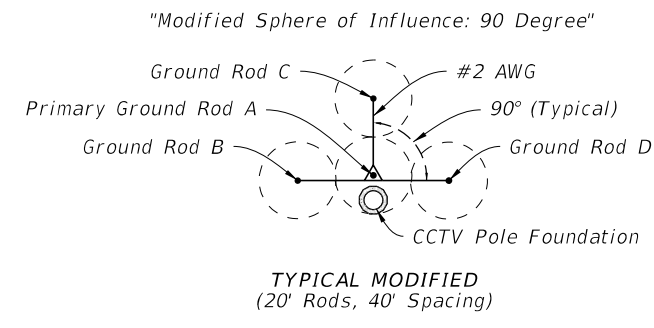 "Modified Sphere of Influence: 90 Degree"
Ground Rod C
#2 AWG
Primary Ground Rod A
90° (Typical)
Ground Rod B
Ground Rod D
CCTV Pole Foundation
TYPICAL MODIFIED
(20' Rods, 40' Spacing)